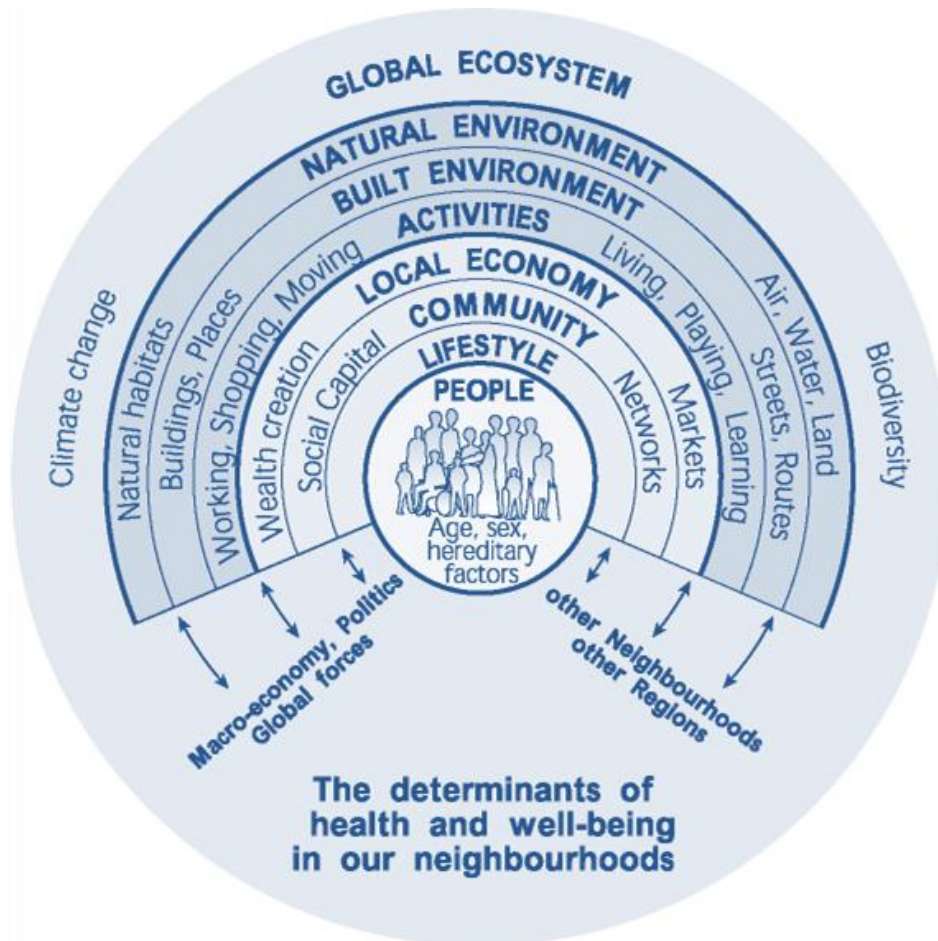 GLOBAL ECOSYSTEM
NATURAL ENVIRONMENT
BUILT ENVIRONMENT
ACTIVITIES
LOCAL ECONOMY
COMMUNITY
LIFESTYLE
PEOPLE
Age, sex,
hereditary
factors
Climate change
Natural habitats
Buildings, Places
Working, Shopping, Moving
Wealth creation
Social Capital
Networks
Markets
Living, Playing, Learning
Streets, Routes
Air, Water, Land
Biodiversity
Macro-economy, Politics
Global forces
other Neighbourhoods
other Regions
The determinants of
health and well-being
in our neighbourhoods